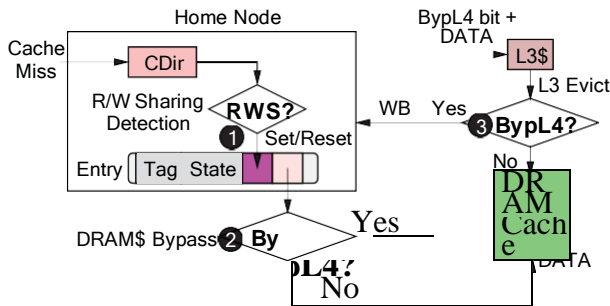 Home Node
BypL4 bit +
DATA
Cache
Miss
CDir
L3$
L3 Evict
R/W Sharing
Detection
RWS?
WB
Yes
3
BypL4?
1
Set/Reset
No
Entry
Tag
State
DRAM$ Bypass
2
By
pL4?
Yes
No
DR
AM
Cach
e
DATA